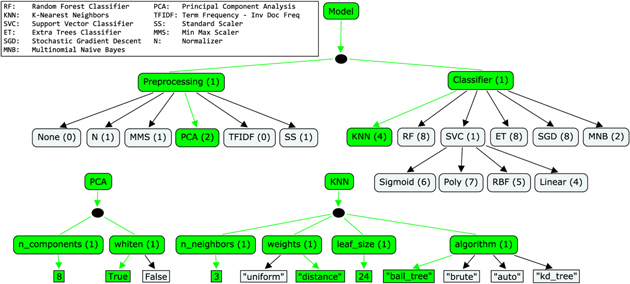 RF: Random Forest Classifier PCA: Principal Component Analysis
KNN: K-Nearest Neighbors TFIDF: Term Frequency - Inv Doc Freq
SVC: Support Vector Classifier SS: Standard Scaler
ET: Extra Trees Classifier MMS: Min Max Scaler
SGD: Stochastic Gradient Descent N: Normalizer
MNB: Multinomial Naive Bayes
Model
Preprocessing (1) Classifier (1)
None (0) N (1) MMS (1) PCA (2) TFIDF (0) SS (1) KNN (4) RF (8) SVC (1) ET (8) SGD (8) MNB (2)
Sigmoid (6) Poly (7) RBF (5) Linear (4)
PCA KNN
n_components (1) whiten (1) n_neighbors (1) weights (1) leaf_size (1) algorithm (1)
8 True False 3 "uniform" "distance" 24 "ball_tree" "brute" "auto" "kd_tree"